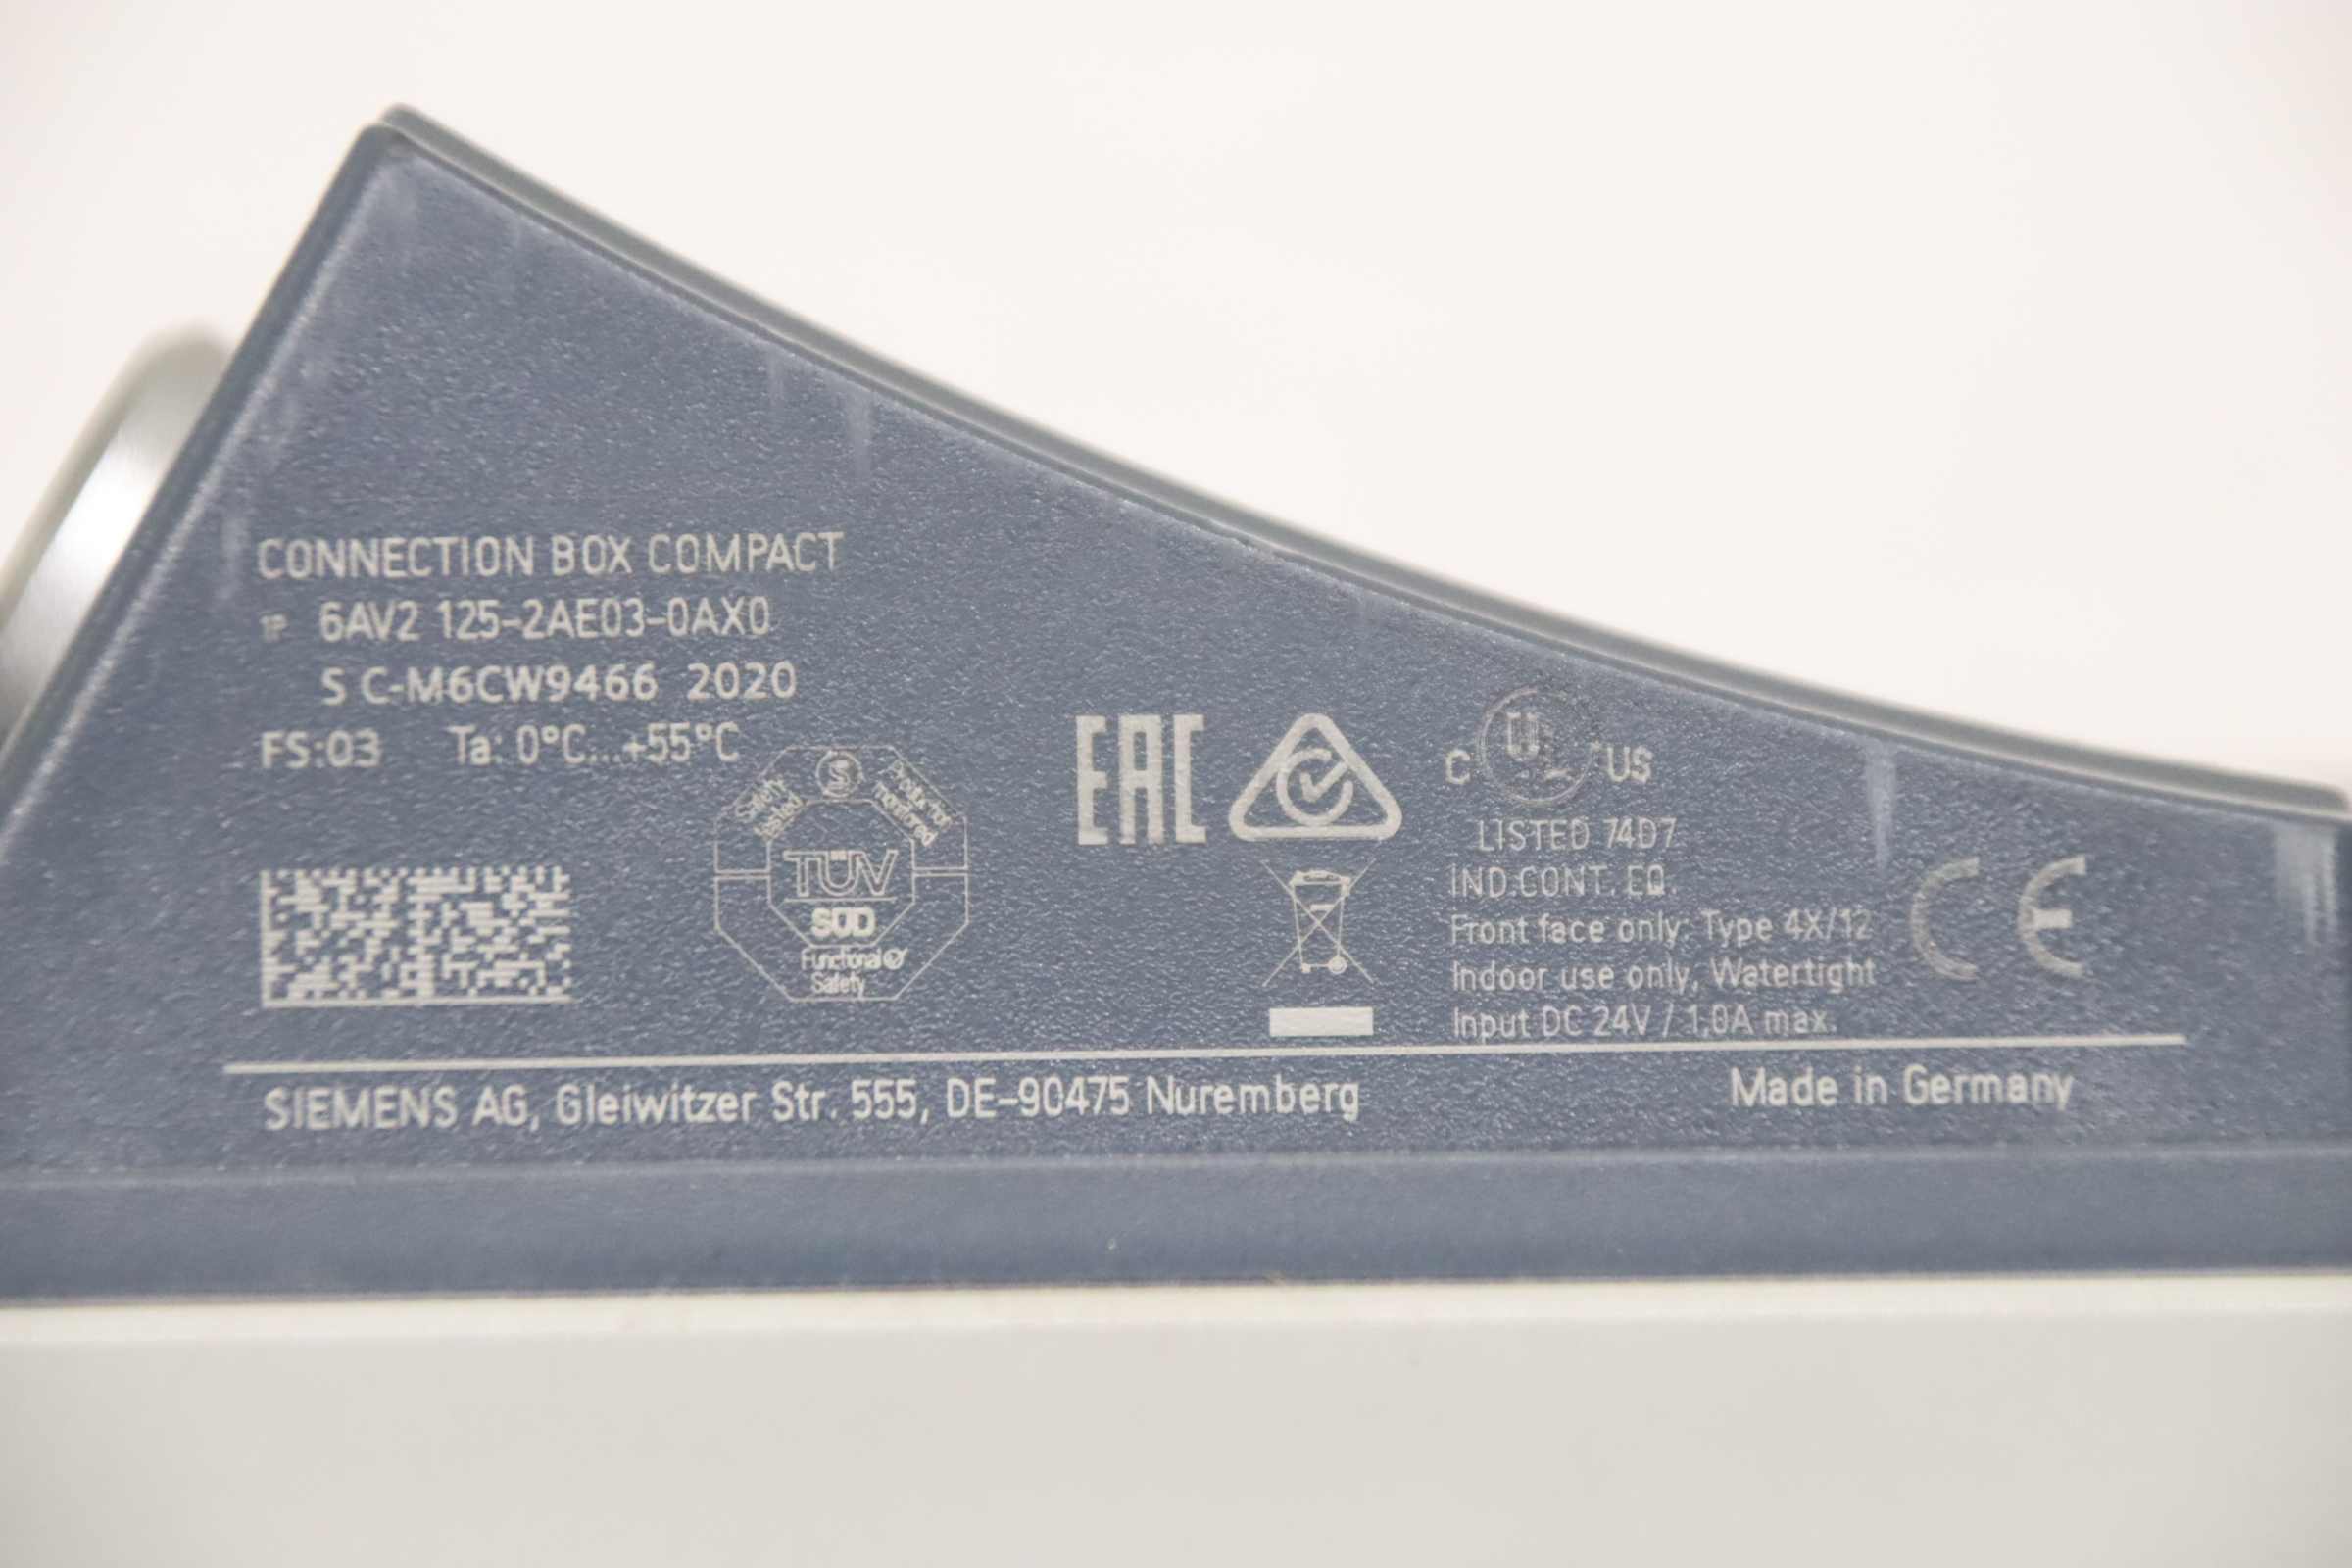 CONNECTION BOX COMPACT
1P 6AV2 125-2AE03-0AX0
S C-M6CW9466 2020
FS:03 Ta: 0°C...+55°C
Safety tested
S
Production monitored
TÜV
SÜD
Functional
Safety
EAC
C UL US
LISTED 74D7
IND.CONT. EQ.
Front face only: Type 4X/12
Indoor use only, Watertight
Input DC 24V / 1,0A max.
CE
SIEMENS AG, Gleiwitzer Str. 555, DE-90475 Nuremberg
Made in Germany